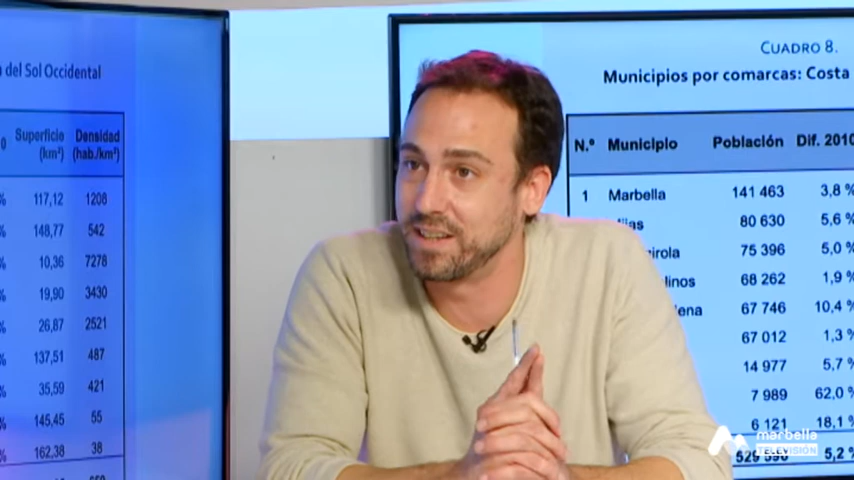 del Sol Occidental
Superficie Densidad
(km²) (hab./km²)
117,12 1208
148,77 542
10,36 7278
19,90 3430
26,87 2521
137,51 487
35,59 421
145,45 55
162,38 38
CUADRO 8.
Municipios por comarcas: Costa
N.º Municipio Población Dif. 2010
1 Marbella 141 463 3,8 %
80 630 5,6 %
75 396 5,0 %
68 262 1,9 %
67 746 10,4 %
67 012 1,3 %
14 977 5,7 %
7 989 62,0 %
6 121 18,1 %
529 596 5,2 %
marbella
TELEVISIÓN